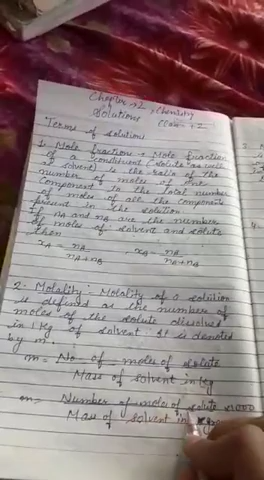 Chapter → 2, Chemistry
Solutions Class → 12
Terms of solution
1. Mole fraction → Mole fraction
of a constituent (solute as well
as solvent) is the ratio of the
number of moles of one
component to the total number
of moles of all the components
present in the solution
If nA and nB are the number
of moles of solvent and solute
then
xA = nA / nA + nB , xB = nB / nA + nB
2. Molality : Molality of a solution
is defined as the number of
moles of the solute dissolved
in 1 kg of solvent. It is denoted
by m.
m = No of moles of solute
Mass of solvent in kg
m = Number of moles of solute x1000
Mass of solvent in